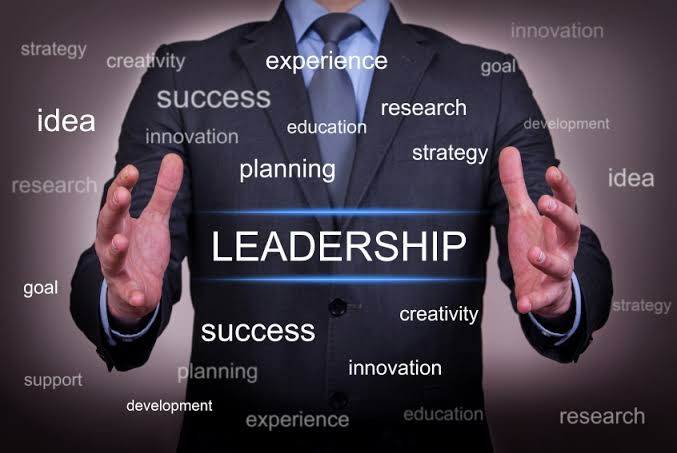 innovation
strategy
creativity
experience
goal
success
research
idea
education
development
innovation
strategy
planning
idea
research
LEADERSHIP
goal
creativity
strategy
success
innovation
planning
support
development
experience
education
research